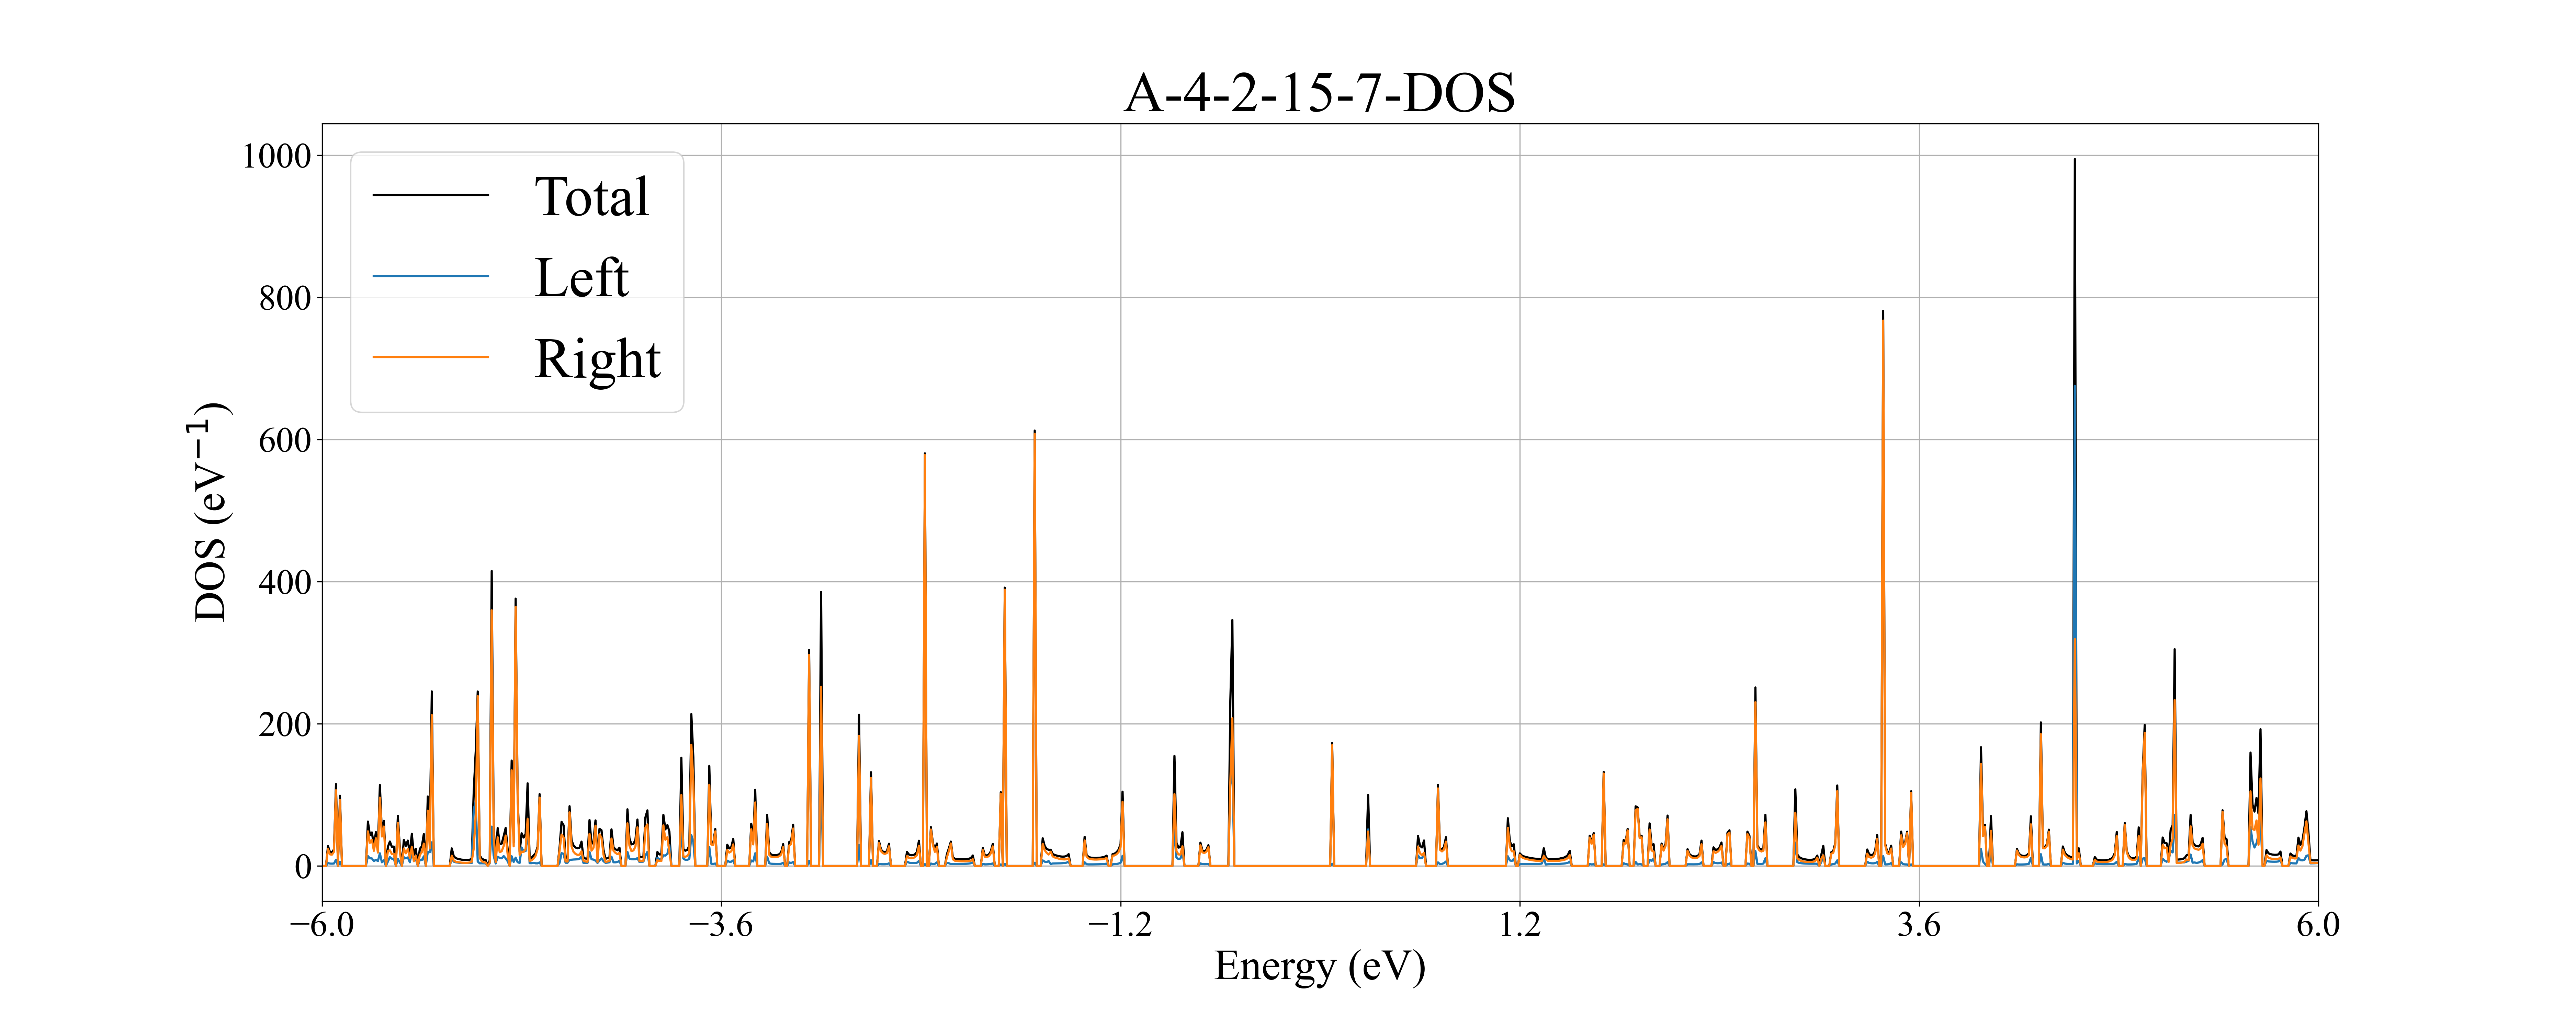 A-4-2-15-7-DOS
1000
800
600
400
200
0
DOS (eV⁻¹)
Total
Left
Right
−6.0 −3.6 −1.2 1.2 3.6 6.0
Energy (eV)